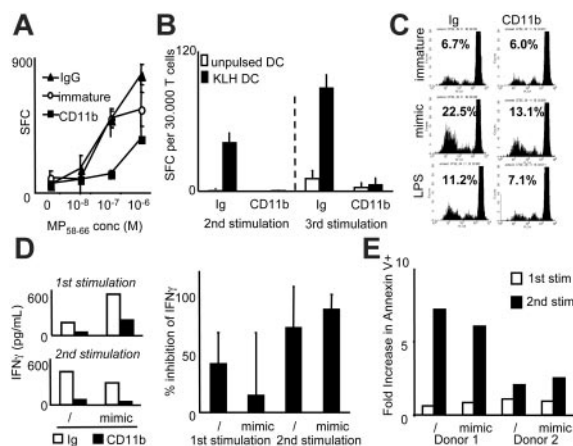 A
900
SFC
0
IgG
immature
CD11b
0 10⁻⁸ 10⁻⁷ 10⁻⁶
MP58-66 conc (M)
B
120
SFC per 30.000 T cells
0
unpulsed DC
KLH DC
Ig CD11b Ig CD11b
2nd stimulation 3rd stimulation
C
Ig CD11b
immature
6.7% 6.0%
mimic
22.5% 13.1%
LPS
11.2% 7.1%
D
IFNγ (pg/mL)
1st stimulation
600
0
2nd stimulation
600
0
/ mimic
Ig CD11b
% inhibition of IFNγ
100
0
/ mimic / mimic
1st stimulation 2nd stimulation
E
Fold Increase in Annexin V+
10
5
0
1st stim
2nd stim
/ mimic / mimic
Donor 1 Donor 2